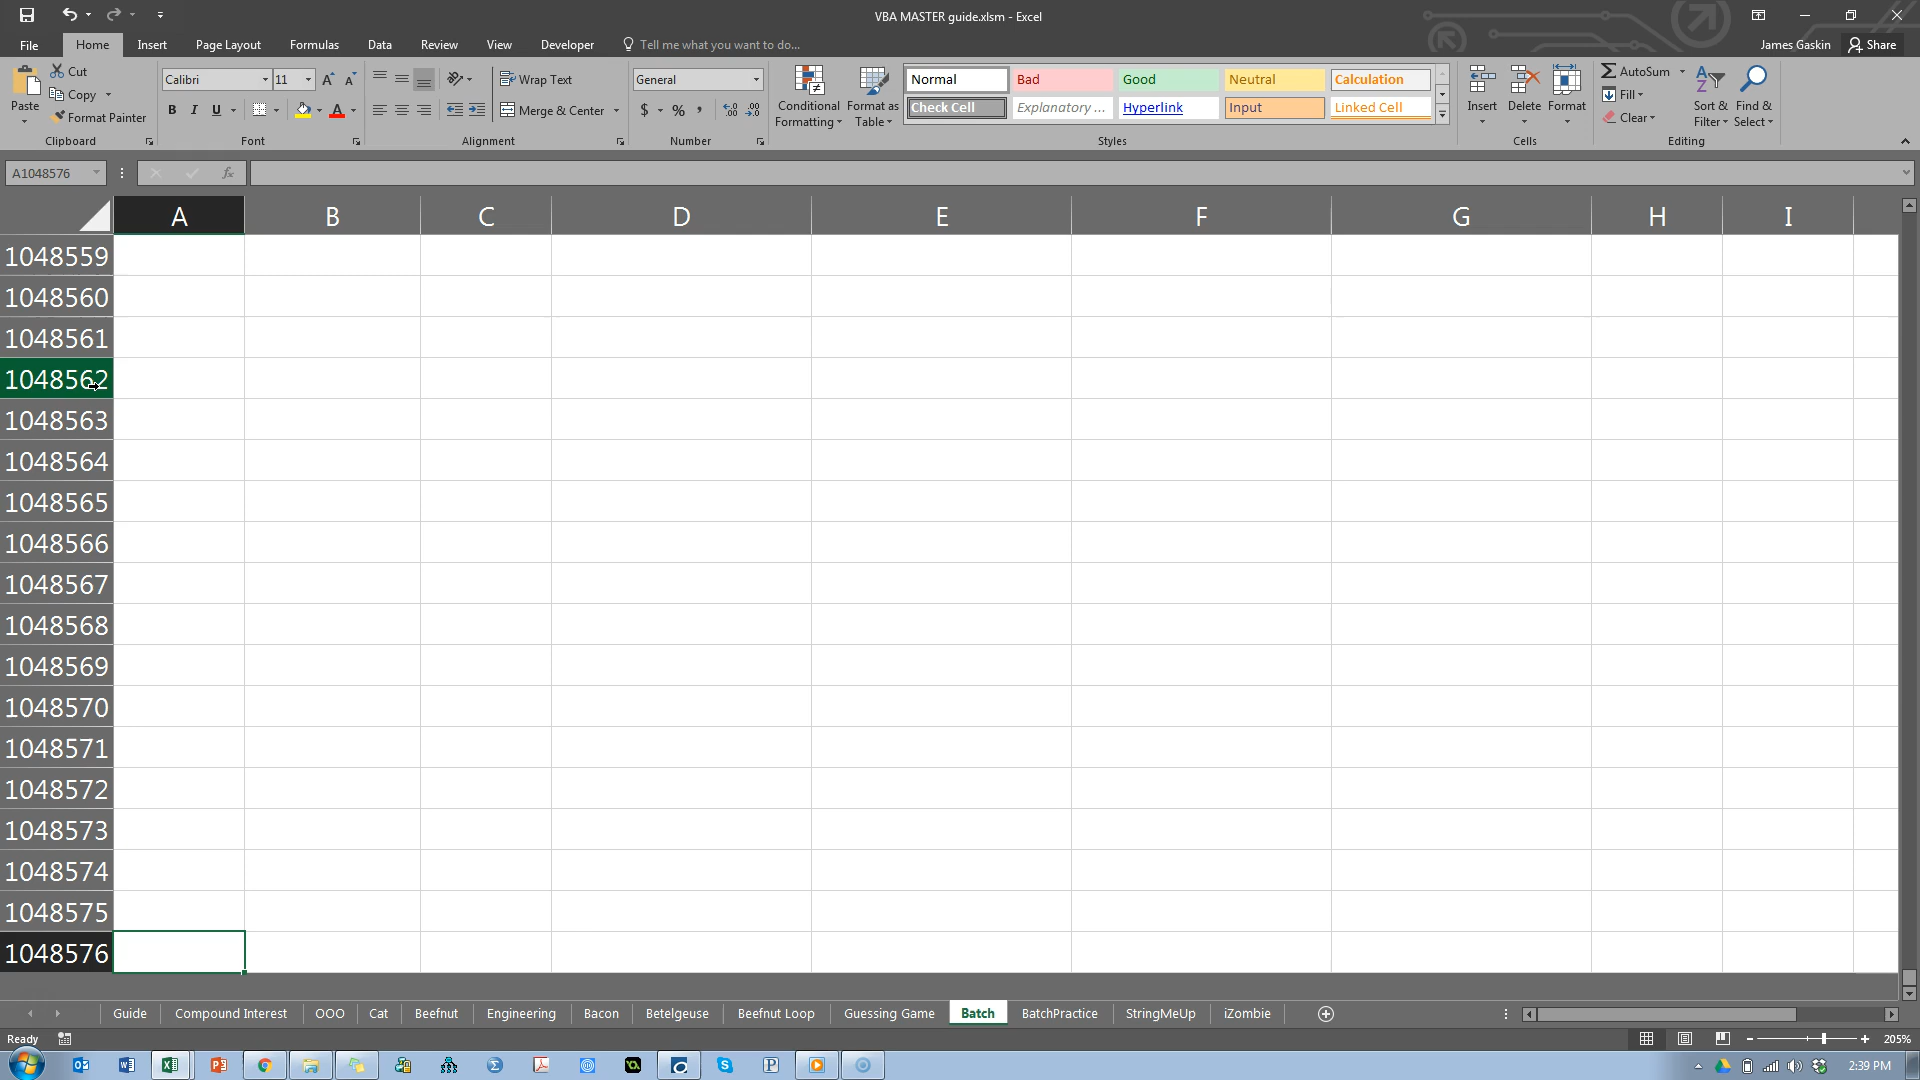 VBA MASTER guide.xlsm - Excel
File Home Insert Page Layout Formulas Data Review View Developer Tell me what you want to do... James Gaskin Share
Paste Cut Copy Format Painter
Clipboard
Calibri 11
B I U A
Font
Wrap Text
Merge & Center
Alignment
General
$ % ,
Number
Conditional Formatting Format as Table
Normal Bad Good Neutral Calculation
Check Cell Explanatory ... Hyperlink Input Linked Cell
Styles
Insert Delete Format
Cells
AutoSum
Fill
Clear
Sort & Filter Find & Select
Editing
A1048576 fx
A B C D E F G H I
1048559
1048560
1048561
1048562
1048563
1048564
1048565
1048566
1048567
1048568
1048569
1048570
1048571
1048572
1048573
1048574
1048575
1048576
Guide Compound Interest OOO Cat Beefnut Engineering Bacon Betelgeuse Beefnut Loop Guessing Game Batch BatchPractice StringMeUp iZombie
Ready 205%
2:39 PM